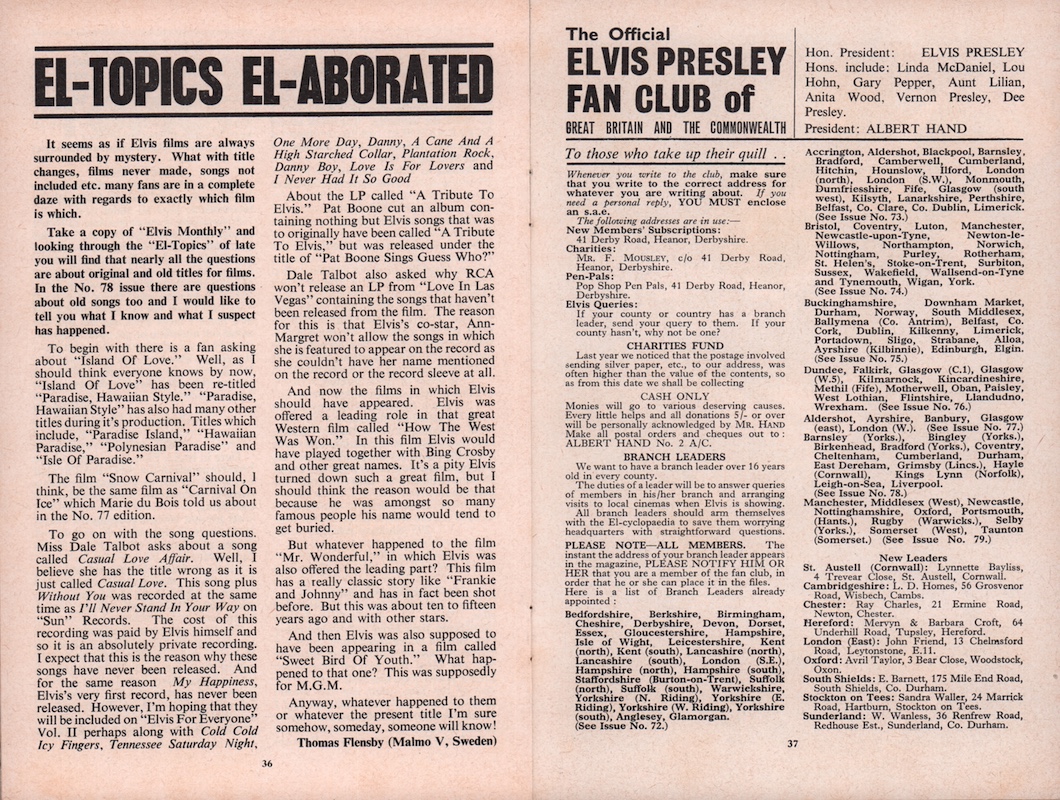 EL-TOPICS EL-ABORATED
It seems as if Elvis films are always
surrounded by mystery. What with title
changes, films never made, songs not
included etc. many fans are in a complete
daze with regards to exactly which film
is which.
Take a copy of "Elvis Monthly" and
looking through the "El-Topics" of late
you will find that nearly all the questions
are about original and old titles for films.
In the No. 78 issue there are questions
about old songs too and I would like to
tell you what I know and what I suspect
has happened.
To begin with there is a fan asking
about "Island Of Love." Well, as I
should think everyone knows by now,
"Island Of Love" has been re-titled
"Paradise, Hawaiian Style." "Paradise,
Hawaiian Style" has also had many other
titles during it's production. Titles which
include, "Paradise Island," "Hawaiian
Paradise," "Polynesian Paradise" and
"Isle Of Paradise."
The film "Snow Carnival" should, I
think, be the same film as "Carnival On
Ice" which Marie du Bois told us about
in the No. 77 edition.
To go on with the song questions.
Miss Dale Talbot asks about a song
called Casual Love Affair. Well, I
believe she has the title wrong as it is
just called Casual Love. This song plus
Without You was recorded at the same
time as I'll Never Stand In Your Way on
"Sun" Records. The cost of this
recording was paid by Elvis himself and
so it is an absolutely private recording.
I expect that this is the reason why these
songs have never been released. And
for the same reason My Happiness,
Elvis's very first record, has never been
released. However, I'm hoping that they
will be included on "Elvis For Everyone"
Vol. II perhaps along with Cold Cold
Icy Fingers, Tennessee Saturday Night,
One More Day, Danny, A Cane And A
High Starched Collar, Plantation Rock,
Danny Boy, Love Is For Lovers and
I Never Had It So Good
About the LP called "A Tribute To
Elvis." Pat Boone cut an album con-
taining nothing but Elvis songs that was
to originally have been called "A Tribute
To Elvis," but was released under the
title of "Pat Boone Sings Guess Who?"
Dale Talbot also asked why RCA
won't release an LP from "Love In Las
Vegas" containing the songs that haven't
been released from the film. The reason
for this is that Elvis's co-star, Ann-
Margret won't allow the songs in which
she is featured to appear on the record as
she couldn't have her name mentioned
on the record or the record sleeve at all.
And now the films in which Elvis
should have appeared. Elvis was
offered a leading role in that great
Western film called "How The West
Was Won." In this film Elvis would
have played together with Bing Crosby
and other great names. It's a pity Elvis
turned down such a great film, but I
should think the reason would be that
because he was amongst so many
famous people his name would tend to
get buried.
But whatever happened to the film
"Mr. Wonderful," in which Elvis was
also offered the leading part? This film
has a really classic story like "Frankie
and Johnny" and has in fact been shot
before. But this was about ten to fifteen
years ago and with other stars.
And then Elvis was also supposed to
have been appearing in a film called
"Sweet Bird Of Youth." What hap-
pened to that one? This was supposedly
for M.G.M.
Anyway, whatever happened to them
or whatever the present title I'm sure
somehow, someday, someone will know!
Thomas Flensby (Malmo V, Sweden)
36
The Official
ELVIS PRESLEY
FAN CLUB of
GREAT BRITAIN AND THE COMMONWEALTH
Hon. President: ELVIS PRESLEY
Hons. include: Linda McDaniel, Lou
Hohn, Gary Pepper, Aunt Lilian,
Anita Wood, Vernon Presley, Dee
Presley.
President: ALBERT HAND
To those who take up their quill . .
Whenever you write to the club, make sure
that you write to the correct address for
whatever you are writing about. If you
need a personal reply, YOU MUST enclose
an s.a.e.
The following addresses are in use:—
New Members' Subscriptions:
41 Derby Road, Heanor, Derbyshire.
Charities:
MR. F. MOUSLEY, c/o 41 Derby Road,
Heanor, Derbyshire.
Pen-Pals:
Pop Shop Pen Pals, 41 Derby Road, Heanor,
Derbyshire.
Elvis Queries:
If your county or country has a branch
leader, send your query to them. If your
county hasn't, why not be one?
CHARITIES FUND
Last year we noticed that the postage involved
sending silver paper, etc., to our address, was
often higher than the value of the contents, so
as from this date we shall be collecting
CASH ONLY
Monies will go to various deserving causes.
Every little helps and all donations 5/- or over
will be personally acknowledged by MR. HAND
Make all postal orders and cheques out to :
ALBERT HAND No. 2 A/C.
BRANCH LEADERS
We want to have a branch leader over 16 years
old in every county.
The duties of a leader will be to answer queries
of members in his/her branch and arranging
visits to local cinemas when Elvis is showing.
All branch leaders should arm themselves
with the El-cyclopaedia to save them worrying
headquarters with straightforward questions.
PLEASE NOTE—ALL MEMBERS. The
instant the address of your branch leader appears
in the magazine, PLEASE NOTIFY HIM OR
HER that you are a member of the fan club, in
order that he or she can place it in the files.
Here is a list of Branch Leaders already
appointed :
Bedfordshire, Berkshire, Birmingham,
Cheshire, Derbyshire, Devon, Dorset,
Essex, Gloucestershire, Hampshire,
Isle of Wight, Leicestershire, Kent
(north), Kent (south), Lancashire (north),
Lancashire (south), London (S.E.),
Hampshire (north), Hampshire (south),
Staffordshire (Burton-on-Trent), Suffolk
(north), Suffolk (south), Warwickshire,
Yorkshire (N. Riding), Yorkshire (E.
Riding), Yorkshire (W. Riding), Yorkshire
(south), Anglesey, Glamorgan.
(See Issue No. 72.)
Accrington, Aldershot, Blackpool, Barnsley,
Bradford, Camberwell, Cumberland,
Hitchin, Hounslow, Ilford, London
(north), London (S.W.), Monmouth,
Dumfriesshire, Fife, Glasgow (south
west), Kilsyth, Lanarkshire, Perthshire,
Belfast, Co. Clare, Co. Dublin, Limerick.
(See Issue No. 73.)
Bristol, Coventry, Luton, Manchester,
Newcastle-upon-Tyne, Newton-le-
Willows, Northampton, Norwich,
Nottingham, Purley, Rotherham,
St. Helen's, Stoke-on-Trent, Surbiton,
Sussex, Wakefield, Wallsend-on-Tyne
and Tynemouth, Wigan, York.
(See Issue No. 74.)
Buckinghamshire, Downham Market,
Durham, Norway, South Middlesex,
Ballymena (Co. Antrim), Belfast, Co.
Cork, Dublin, Kilkenny, Limerick,
Portadown, Sligo, Strabane, Alloa,
Ayrshire (Kilbinnie), Edinburgh, Elgin.
(See Issue No. 75.)
Dundee, Falkirk, Glasgow (C.1), Glasgow
(W.5), Kilmarnock, Kincardineshire,
Methil (Fife), Motherwell, Oban, Paisley,
West Lothian, Flintshire, Llandudno,
Wrexham. (See Issue No. 76.)
Aldershot, Ayrshire, Banbury, Glasgow
(east), London (W.). (See Issue No. 77.)
Barnsley (Yorks.), Bingley (Yorks.),
Birkenhead, Bradford (Yorks.), Coventry,
Cheltenham, Cumberland, Durham,
East Dereham, Grimsby (Lincs.), Hayle
(Cornwall), Kings Lynn (Norfolk),
Leigh-on-Sea, Liverpool.
(See Issue No. 78.)
Manchester, Middlesex (West), Newcastle,
Nottinghamshire, Oxford, Portsmouth,
(Hants.), Rugby (Warwicks.), Selby
(Yorks.), Somerset (West), Taunton
(Somerset.) (See Issue No. 79.)
New Leaders
St. Austell (Cornwall): Lynnette Bayliss,
4 Trevear Close, St. Austell, Cornwall.
Cambridgeshire: L. D. Homes, 56 Grosvenor
Road, Wisbech, Cambs.
Chester: Ray Charles, 21 Ermine Road,
Newton, Chester.
Hereford: Mervyn & Barbara Croft, 64
Underhill Road, Tupsley, Hereford.
London (East): John Friend, 13 Chelmsford
Road, Leytonstone, E.11.
Oxford: Avril Taylor, 3 Bear Close, Woodstock,
Oxon.
South Shields: E. Barnett, 175 Mile End Road,
South Shields, Co. Durham.
Stockton on Tees: Sandra Waller, 24 Marrick
Road, Hartburn, Stockton on Tees.
Sunderland: W. Wanless, 36 Renfrew Road,
Redhouse Est., Sunderland, Co. Durham.
37